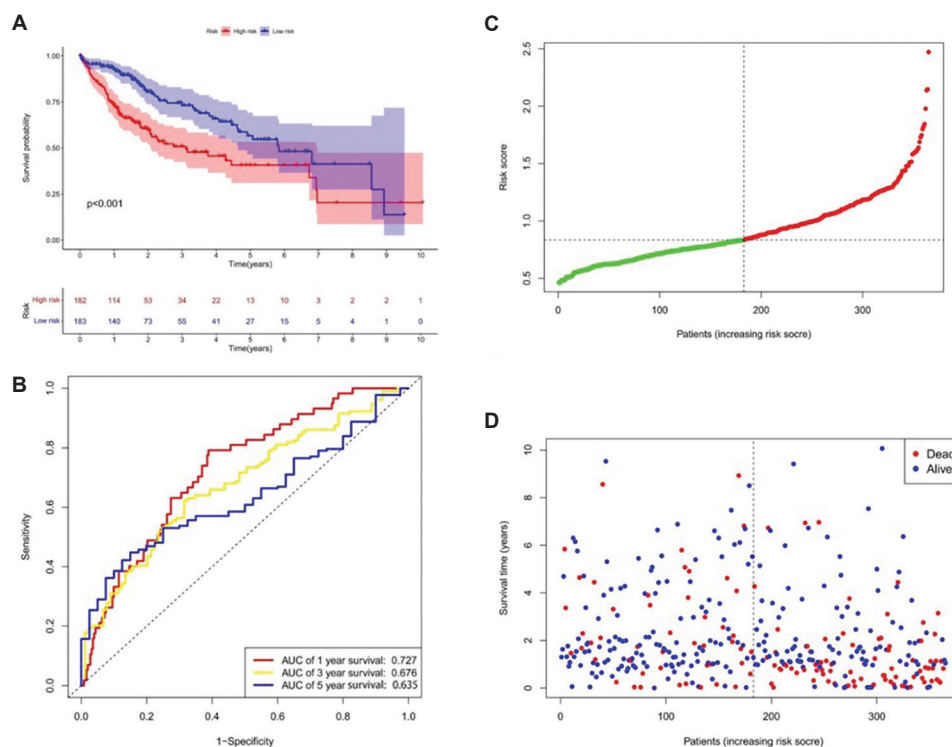 A
Risk High risk Low risk
1.00
0.75
0.50
0.25
0.00
Survival probability
p<0.001
0 1 2 3 4 5 6 7 8 9 10
Time(years)
Risk
High risk 182 114 53 34 22 13 10 3 2 2 1
Low risk 183 140 73 55 41 27 15 5 4 1 0
0 1 2 3 4 5 6 7 8 9 10
Time(years)
B
1.0
0.8
0.6
0.4
0.2
0.0
Sensitivity
AUC of 1 year survival: 0.727
AUC of 3 year survival: 0.676
AUC of 5 year survival: 0.635
0.0 0.2 0.4 0.6 0.8 1.0
1-Specificity
C
2.5
2.0
1.5
1.0
0.5
Risk score
0 100 200 300
Patients (increasing risk socre)
D
10
8
6
4
2
0
Survival time (years)
Dead
Alive
0 100 200 300
Patients (increasing risk socre)